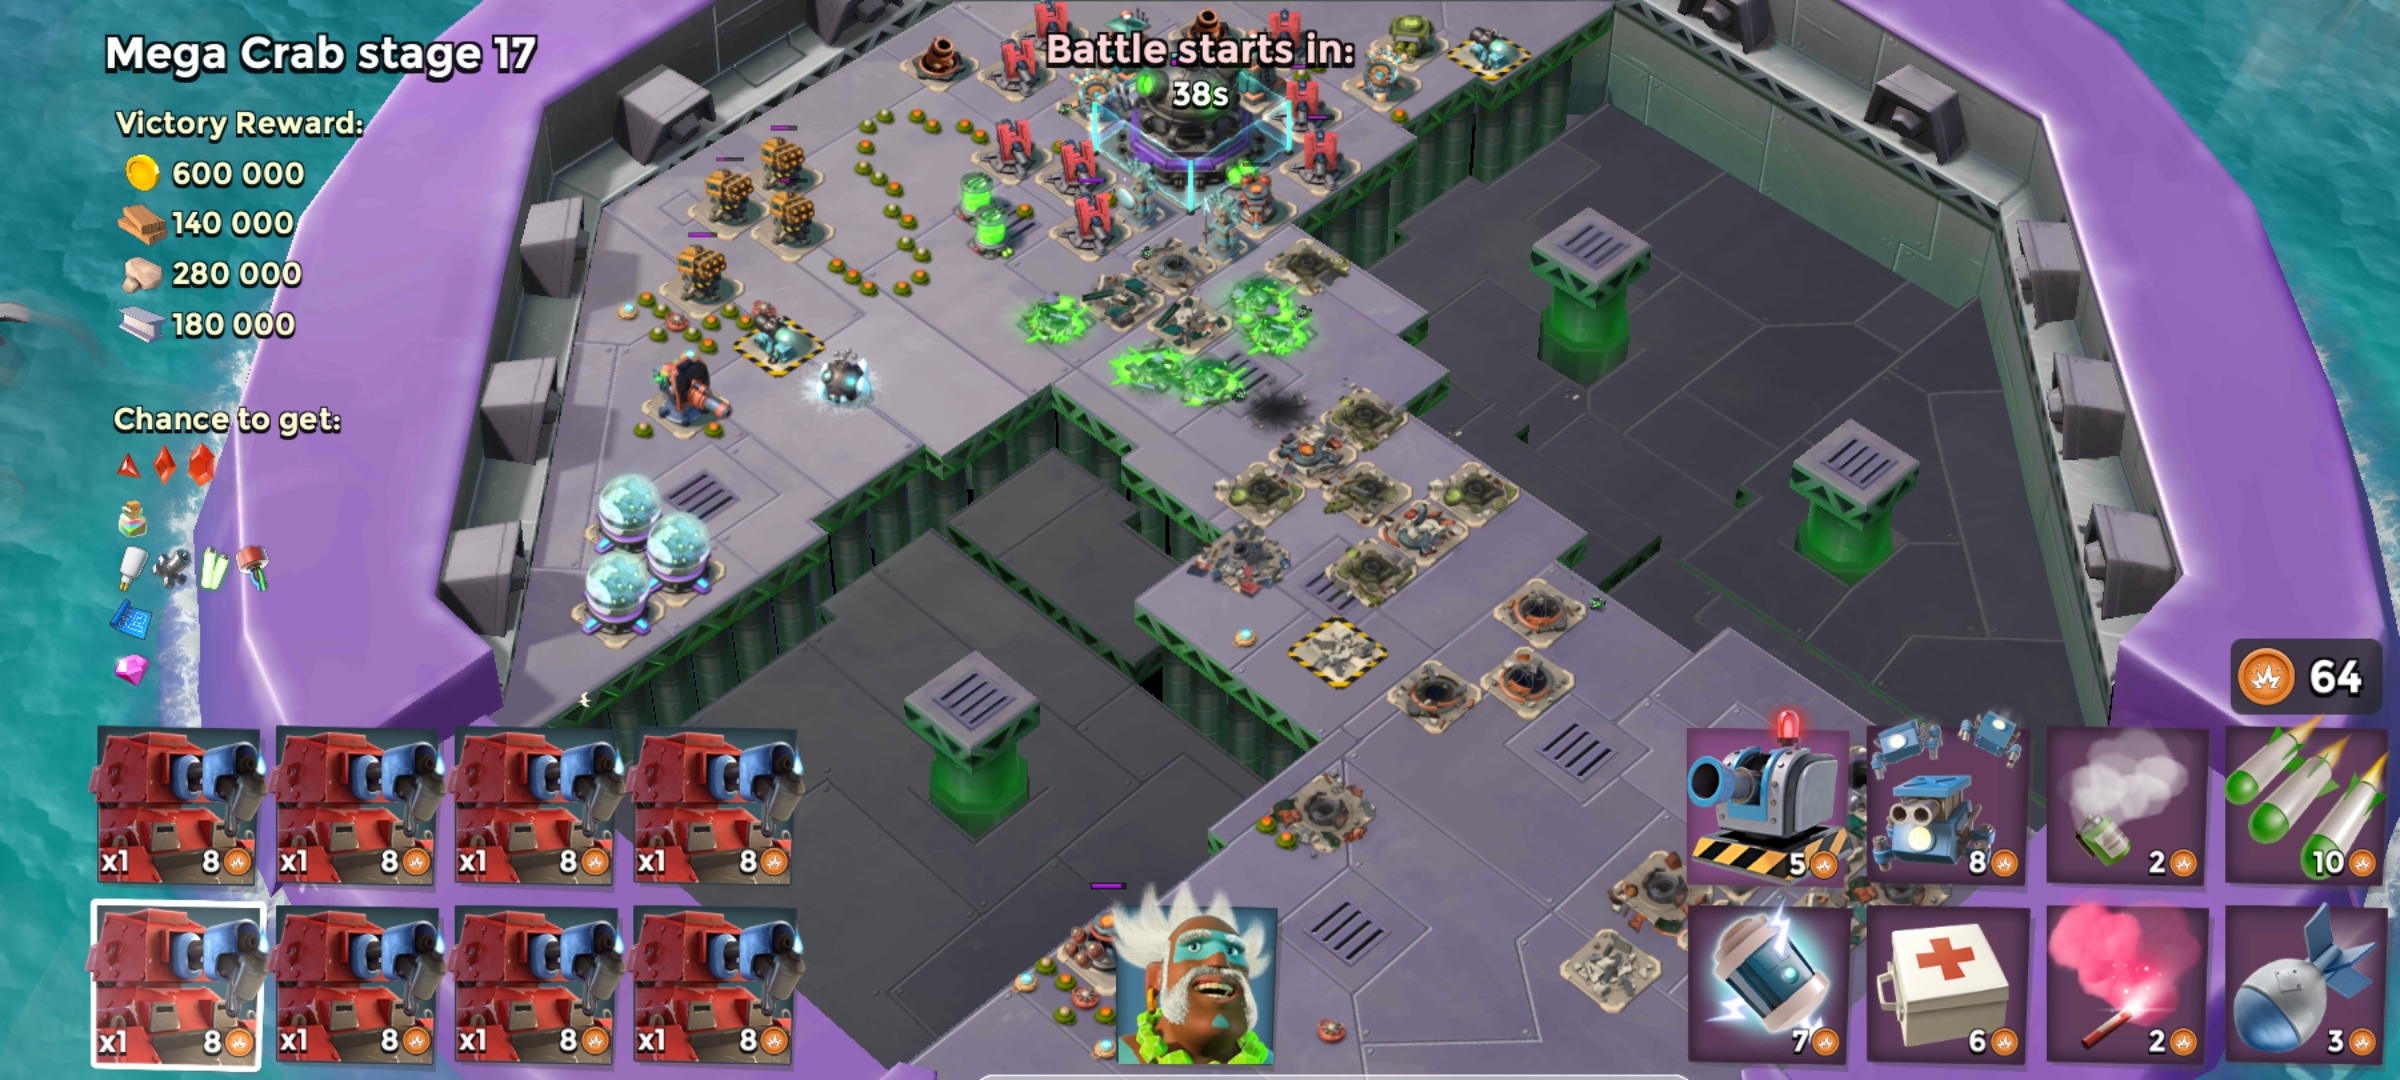 Mega Crab stage 17
Battle starts in:
38s
Victory Reward:
600 000
140 000
280 000
180 000
Chance to get:
64
x1 8
x1 8
x1 8
x1 8
5
8
2
10
x1 8
x1 8
x1 8
x1 8
7
6
2
3